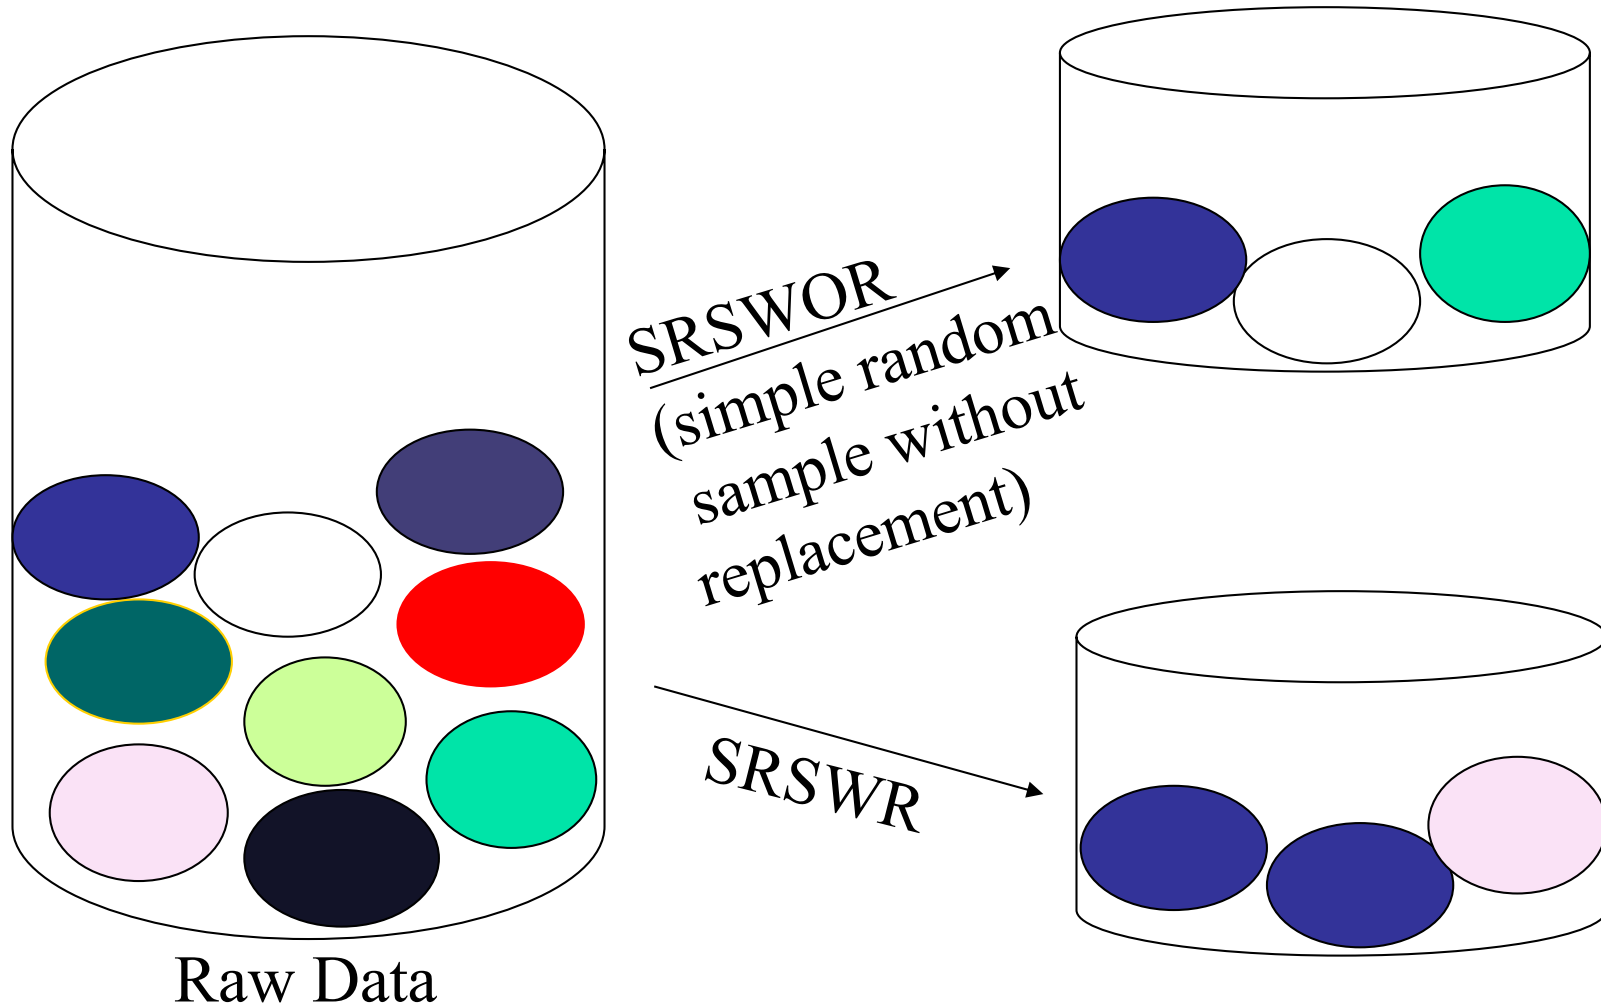 SRSWOR
(simple random
sample without
replacement)
SRSWR
Raw Data